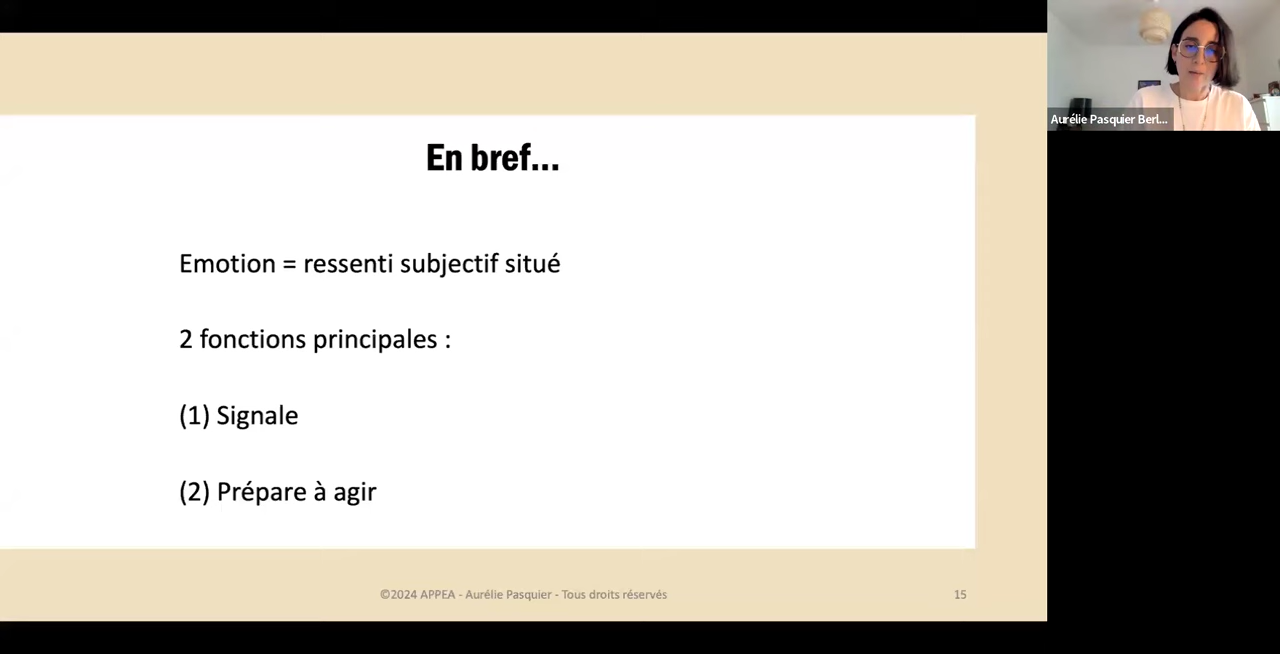 En bref...
Emotion = ressenti subjectif situé
2 fonctions principales :
(1) Signale
(2) Prépare à agir
©2024 APPEA - Aurélie Pasquier - Tous droits réservés
15
Aurélie Pasquier Berl...